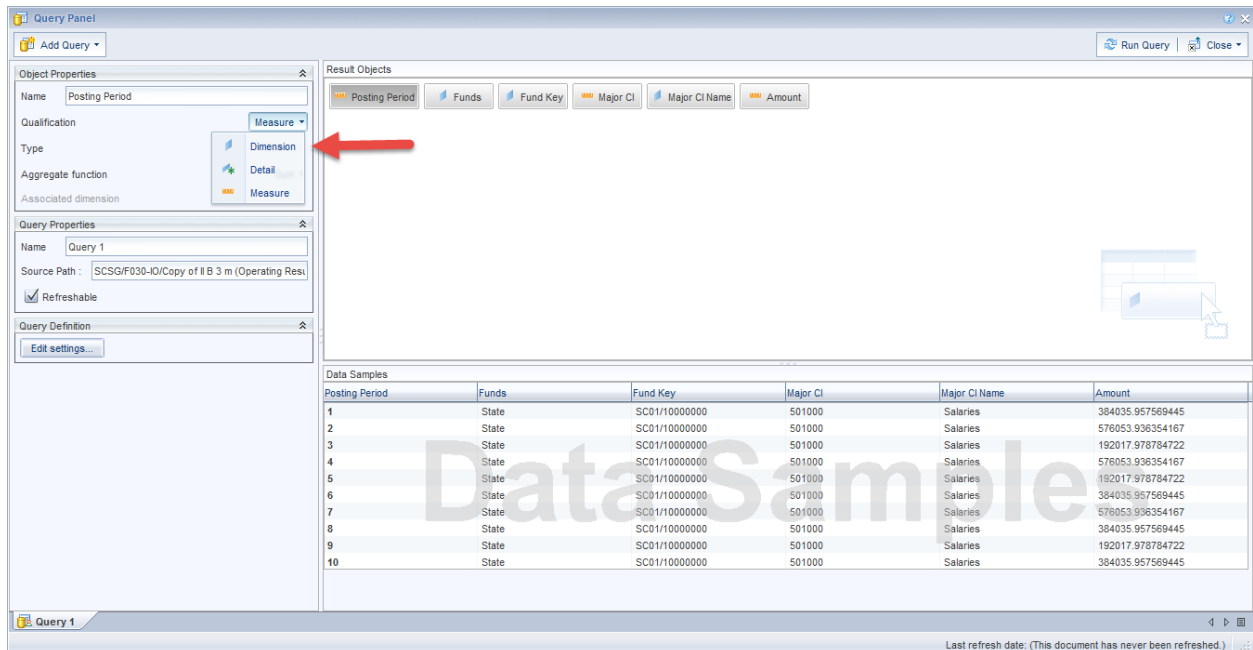 Query Panel
Add Query
Run Query
Close
Object Properties
Name Posting Period
Qualification Measure
Type
Dimension
Detail
Measure
Aggregate function
Associated dimension
Query Properties
Name Query 1
Source Path : SCSG/F030-IO/Copy of II B 3 m (Operating Resu
Refreshable
Query Definition
Edit settings...
Result Objects
Posting Period Funds Fund Key Major CI Major CI Name Amount
Data Samples
Posting Period Funds Fund Key Major CI Major CI Name Amount
1 State SC01/10000000 501000 Salaries 384035.957569445
2 State SC01/10000000 501000 Salaries 576053.936354167
3 State SC01/10000000 501000 Salaries 192017.978784722
4 State SC01/10000000 501000 Salaries 576053.936354167
5 State SC01/10000000 501000 Salaries 192017.978784722
6 State SC01/10000000 501000 Salaries 384035.957569445
7 State SC01/10000000 501000 Salaries 576053.936354167
8 State SC01/10000000 501000 Salaries 384035.957569445
9 State SC01/10000000 501000 Salaries 192017.978784722
10 State SC01/10000000 501000 Salaries 384035.957569445
Data Samples
Query 1
Last refresh date: (This document has never been refreshed.)